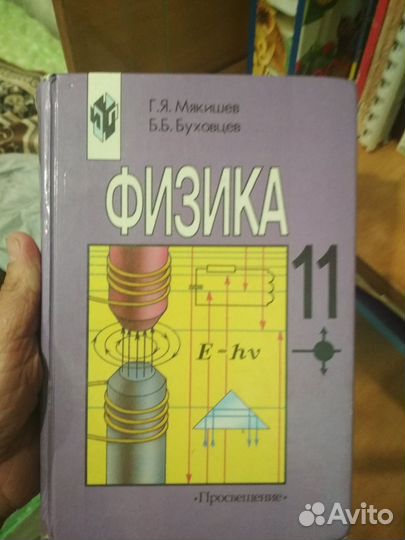 Г.Я. Мякишев
Б.Б. Буховцев
ФИЗИКА
11
E = hν
«Просвещение»
Avito